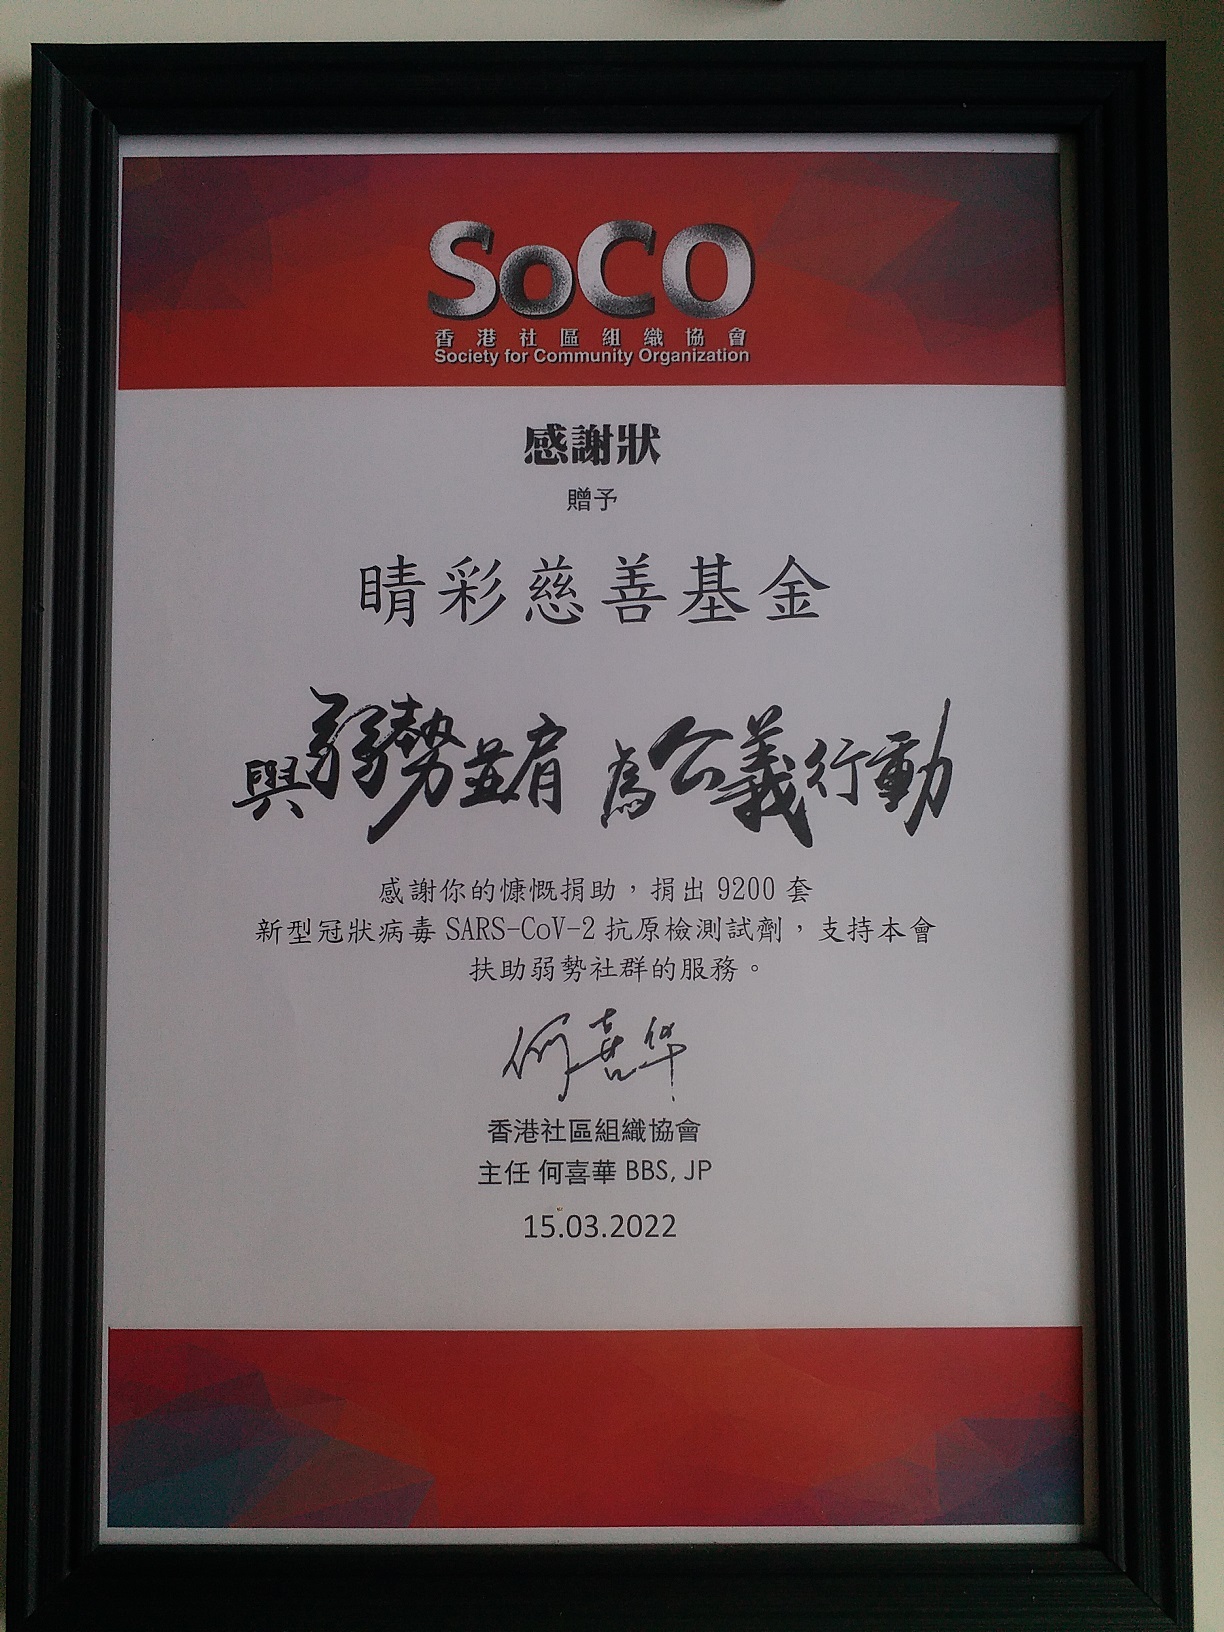 SoCO
香港社區組織協會
Society for Community Organization
感謝狀
贈予
睛彩慈善基金
與弱勢並肩 為公義行動
感謝你的慷慨捐助，捐出 9200 套
新型冠狀病毒 SARS-CoV-2 抗原檢測試劑，支持本會
扶助弱勢社群的服務。
何喜华
香港社區組織協會
主任 何喜華 BBS, JP
15.03.2022